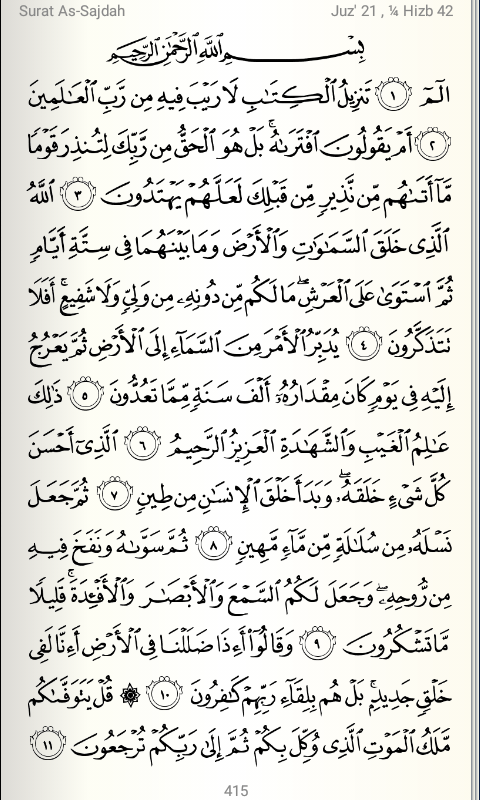 Surat As-Sajdah Juz' 21 , ¼ Hizb 42
بِسْمِ ٱللَّهِ ٱلرَّحْمَٰنِ ٱلرَّحِيمِ
الٓمٓ ١ تَنزِيلُ ٱلْكِتَٰبِ لَا رَيْبَ فِيهِ مِن رَّبِّ ٱلْعَٰلَمِينَ
٢ أَمْ يَقُولُونَ ٱفْتَرَىٰهُ ۚ بَلْ هُوَ ٱلْحَقُّ مِن رَّبِّكَ لِتُنذِرَ قَوْمًا
مَّآ أَتَىٰهُم مِّن نَّذِيرٍ مِّن قَبْلِكَ لَعَلَّهُمْ يَهْتَدُونَ ٣ ٱللَّهُ
ٱلَّذِى خَلَقَ ٱلسَّمَٰوَٰتِ وَٱلْأَرْضَ وَمَا بَيْنَهُمَا فِى سِتَّةِ أَيَّامٍ
ثُمَّ ٱسْتَوَىٰ عَلَى ٱلْعَرْشِ ۖ مَا لَكُم مِّن دُونِهِۦ مِن وَلِىٍّ وَلَا شَفِيعٍ ۚ أَفَلَا
تَتَذَكَّرُونَ ٤ يُدَبِّرُ ٱلْأَمْرَ مِنَ ٱلسَّمَآءِ إِلَى ٱلْأَرْضِ ثُمَّ يَعْرُجُ
إِلَيْهِ فِى يَوْمٍ كَانَ مِقْدَارُهُۥٓ أَلْفَ سَنَةٍ مِّمَّا تَعُدُّونَ ٥ ذَٰلِكَ
عَٰلِمُ ٱلْغَيْبِ وَٱلشَّهَٰدَةِ ٱلْعَزِيزُ ٱلرَّحِيمُ ٦ ٱلَّذِىٓ أَحْسَنَ
كُلَّ شَىْءٍ خَلَقَهُۥ ۖ وَبَدَأَ خَلْقَ ٱلْإِنسَٰنِ مِن طِينٍ ٧ ثُمَّ جَعَلَ
نَسْلَهُۥ مِن سُلَٰلَةٍ مِّن مَّآءٍ مَّهِينٍ ٨ ثُمَّ سَوَّىٰهُ وَنَفَخَ فِيهِ
مِن رُّوحِهِۦ ۖ وَجَعَلَ لَكُمُ ٱلسَّمْعَ وَٱلْأَبْصَٰرَ وَٱلْأَفْـِٔدَةَ ۚ قَلِيلًا
مَّا تَشْكُرُونَ ٩ وَقَالُوٓا۟ أَءِذَا ضَلَلْنَا فِى ٱلْأَرْضِ أَءِنَّا لَفِى
خَلْقٍ جَدِيدٍۭ ۚ بَلْ هُم بِلِقَآءِ رَبِّهِمْ كَٰفِرُونَ ١٠ ۞ قُلْ يَتَوَفَّىٰكُم
مَّلَكُ ٱلْمَوْتِ ٱلَّذِى وُكِّلَ بِكُمْ ثُمَّ إِلَىٰ رَبِّكُمْ تُرْجَعُونَ ١١
415